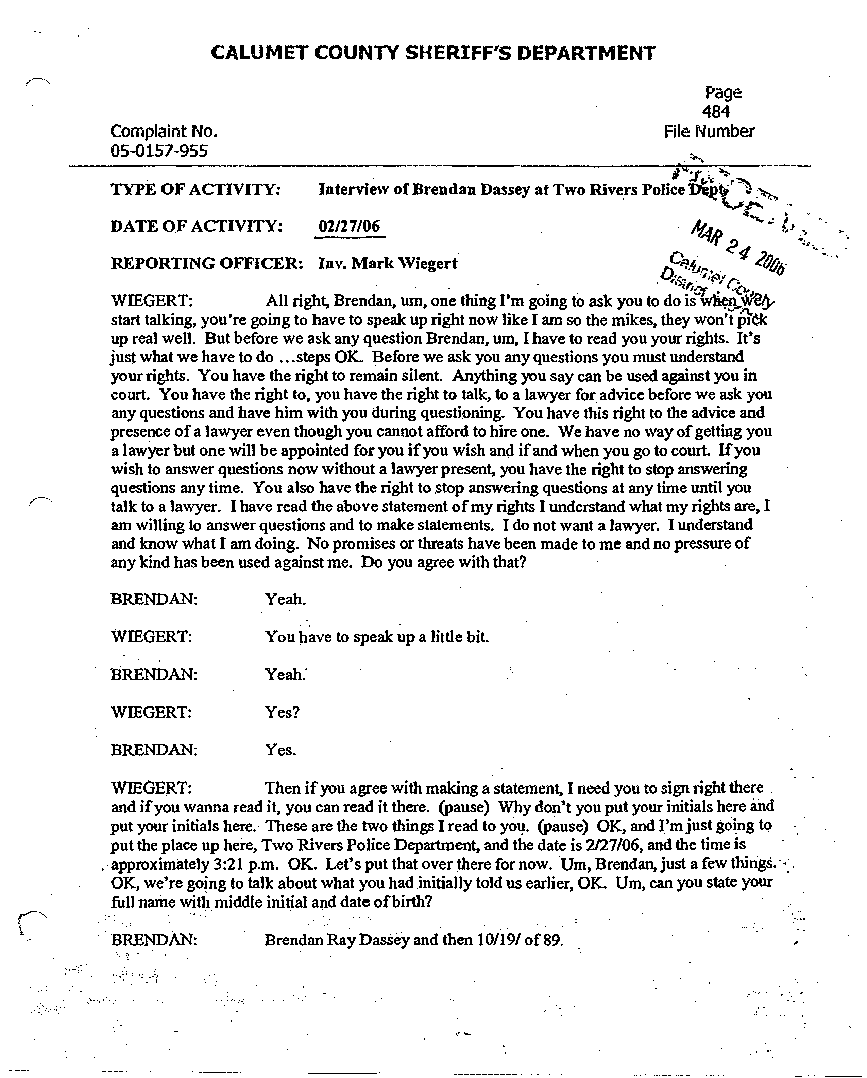 CALUMET COUNTY SHERIFF'S DEPARTMENT
Page
484
Complaint No.
File Number
05-0157-955
TYPE OF ACTIVITY: Interview of Brendan Dassey at Two Rivers Police Dept
DATE OF ACTIVITY: 02/27/06
MAR 24 2006
REPORTING OFFICER: Inv. Mark Wiegert
Calumet
District
WIEGERT: All right, Brendan, um, one thing I'm going to ask you to do is when we
start talking, you're going to have to speak up right now like I am so the mikes, they won't pick
up real well. But before we ask any question Brendan, um, I have to read you your rights. It's
just what we have to do …steps OK. Before we ask you any questions you must understand
your rights. You have the right to remain silent. Anything you say can be used against you in
court. You have the right to, you have the right to talk, to a lawyer for advice before we ask you
any questions and have him with you during questioning. You have this right to the advice and
presence of a lawyer even though you cannot afford to hire one. We have no way of getting you
a lawyer but one will be appointed for you if you wish and if and when you go to court. If you
wish to answer questions now without a lawyer present, you have the right to stop answering
questions any time. You also have the right to stop answering questions at any time until you
talk to a lawyer. I have read the above statement of my rights I understand what my rights are, I
am willing to answer questions and to make statements. I do not want a lawyer. I understand
and know what I am doing. No promises or threats have been made to me and no pressure of
any kind has been used against me. Do you agree with that?
BRENDAN: Yeah.
WIEGERT: You have to speak up a little bit.
BRENDAN: Yeah.
WIEGERT: Yes?
BRENDAN: Yes.
WIEGERT: Then if you agree with making a statement, I need you to sign right there
and if you wanna read it, you can read it there. (pause) Why don't you put your initials here and
put your initials here. These are the two things I read to you. (pause) OK, and I'm just going to
put the place up here, Two Rivers Police Department, and the date is 2/27/06, and the time is
approximately 3:21 p.m. OK. Let's put that over there for now. Um, Brendan, just a few things.
OK, we're going to talk about what you had initially told us earlier, OK. Um, can you state your
full name with middle initial and date of birth?
BRENDAN: Brendan Ray Dassey and then 10/19/ of 89.